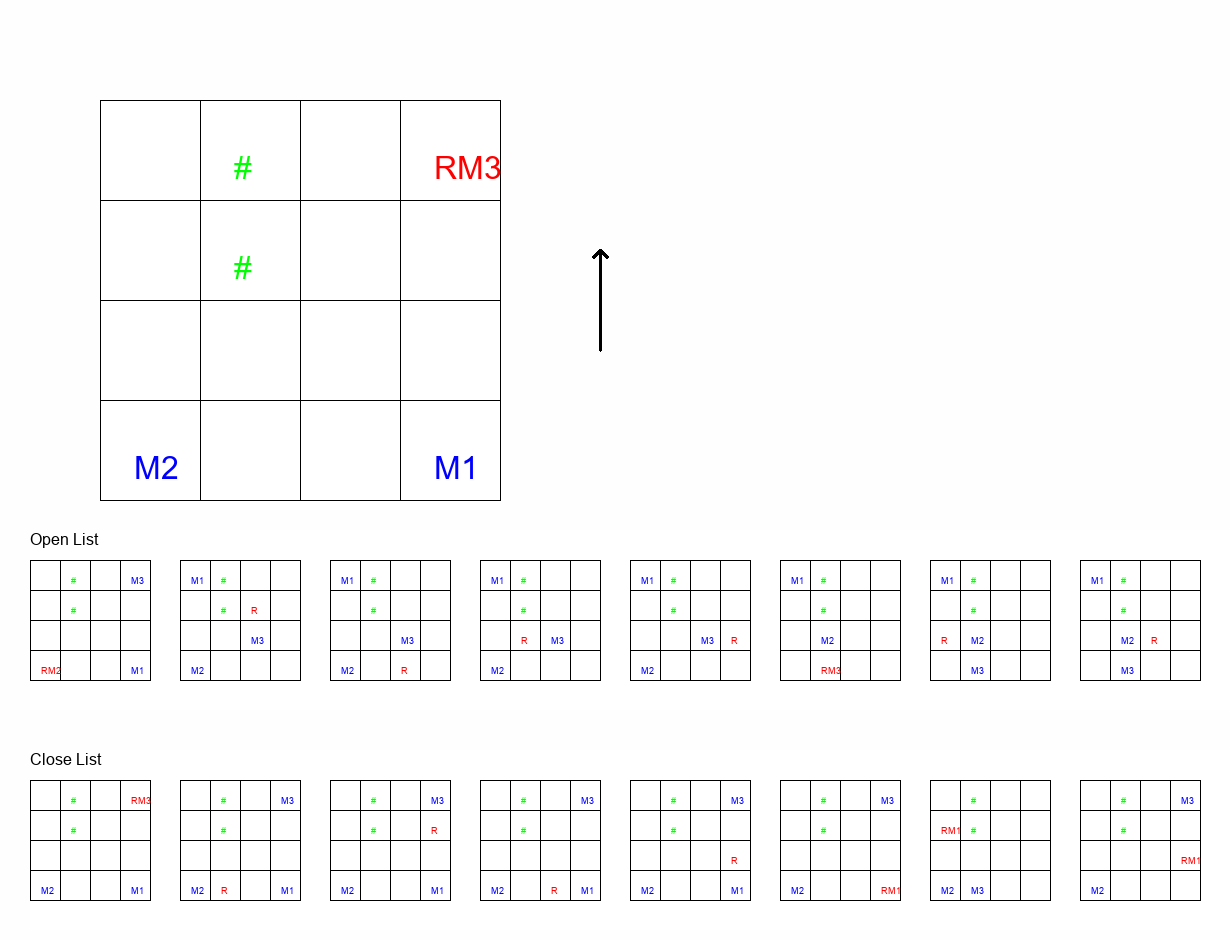 # RM3
#
M2 M1
Open List
# M3 M1 # M1 # M1 # M1 # M1 # M1 # M1 #
# # R # # # # # #
M3 M3 R M3 M3 R M2 R M2 M2 R
RM2 M1 M2 M2 R M2 M2 RM3 M3 M3
Close List
# RM3 # M3 # M3 # M3 # M3 # M3 # # M3
# # # R # # # RM1 # #
R RM1
M2 M1 M2 R M1 M2 M1 M2 R M1 M2 M1 M2 RM1 M2 M3 M2